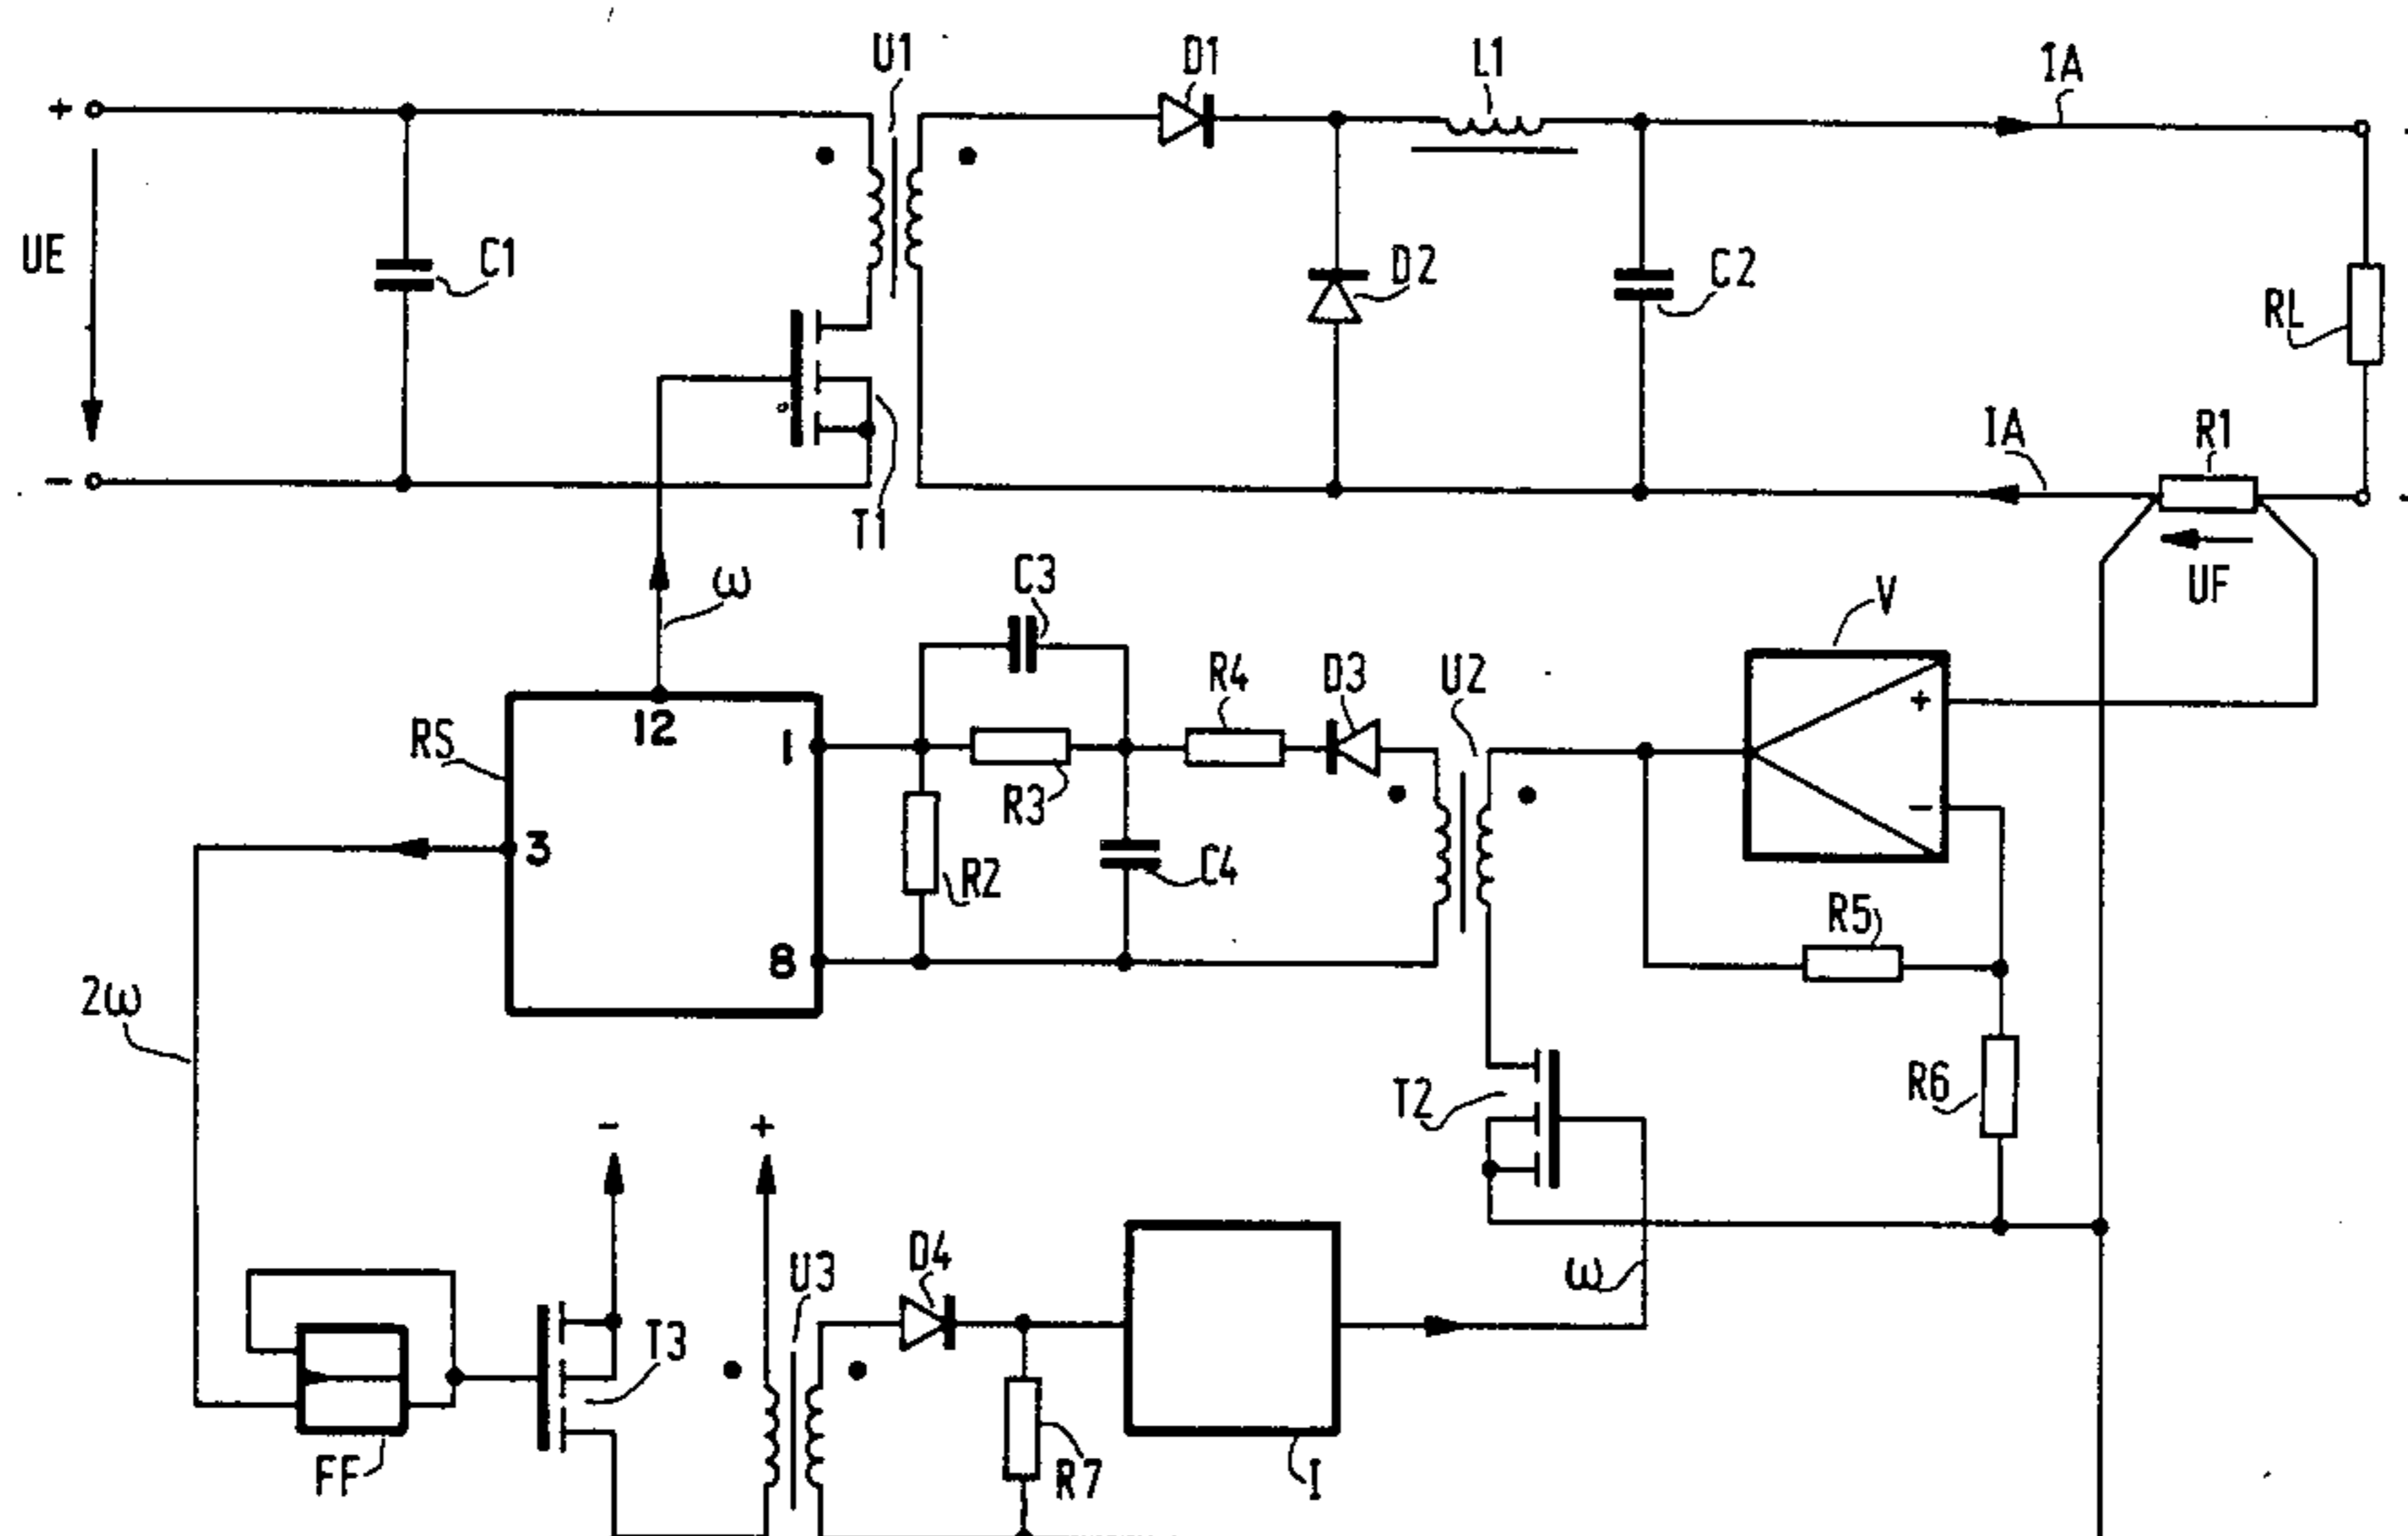 U1 D1 L1 IA
+
UE C1 D2 C2 RL
IA R1
-
T1 UF
ω C3 V
R4 D3 U2
RS 12 1 +
R3
3 R2 C4 -
R5
8
2ω
T2 R6
- +
D4
U3 ω
T3
FF R7 I